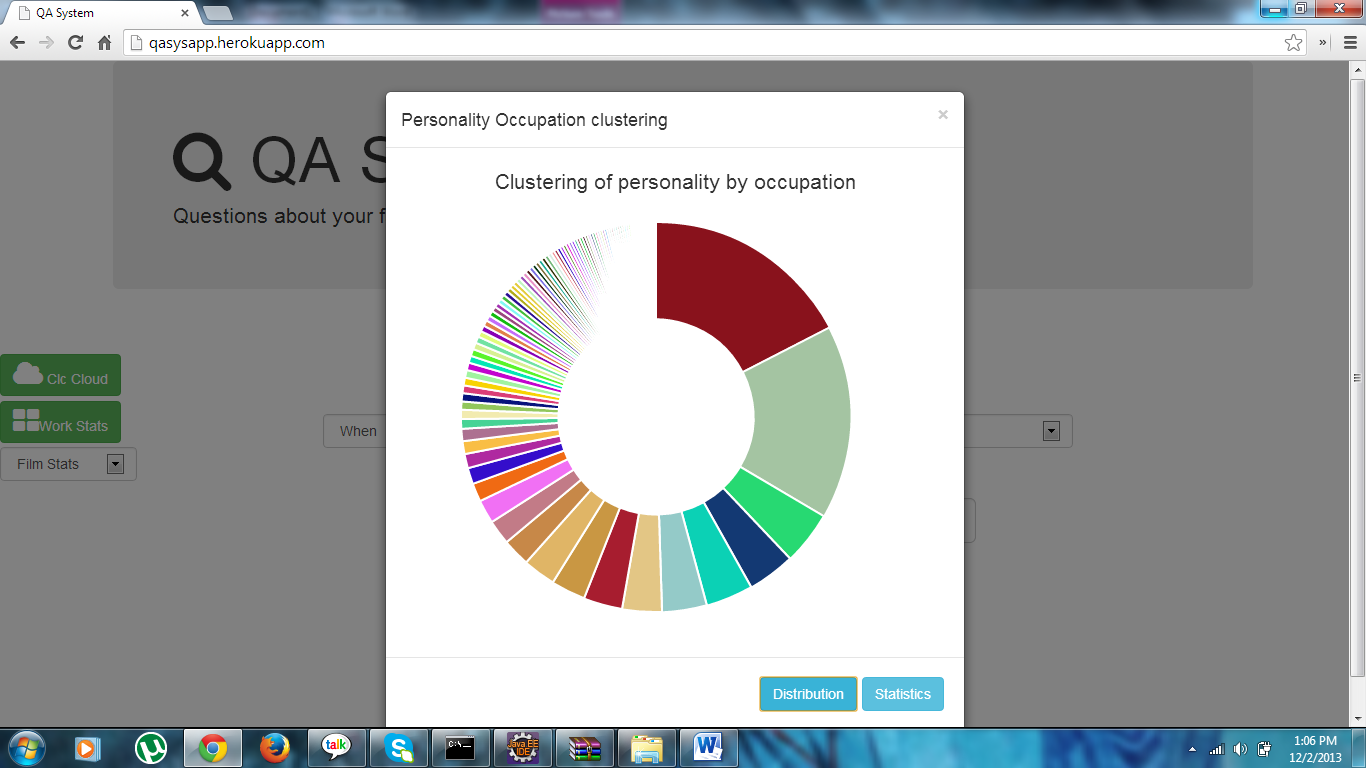 QA System
qasysapp.herokuapp.com
»
Personality Occupation clustering
×
QA S
Questions about your f
Clustering of personality by occupation
Clc Cloud
Work Stats
When
Film Stats
Distribution
Statistics
talk
C:\_
Java EE
IDE
W
1:06 PM
12/2/2013